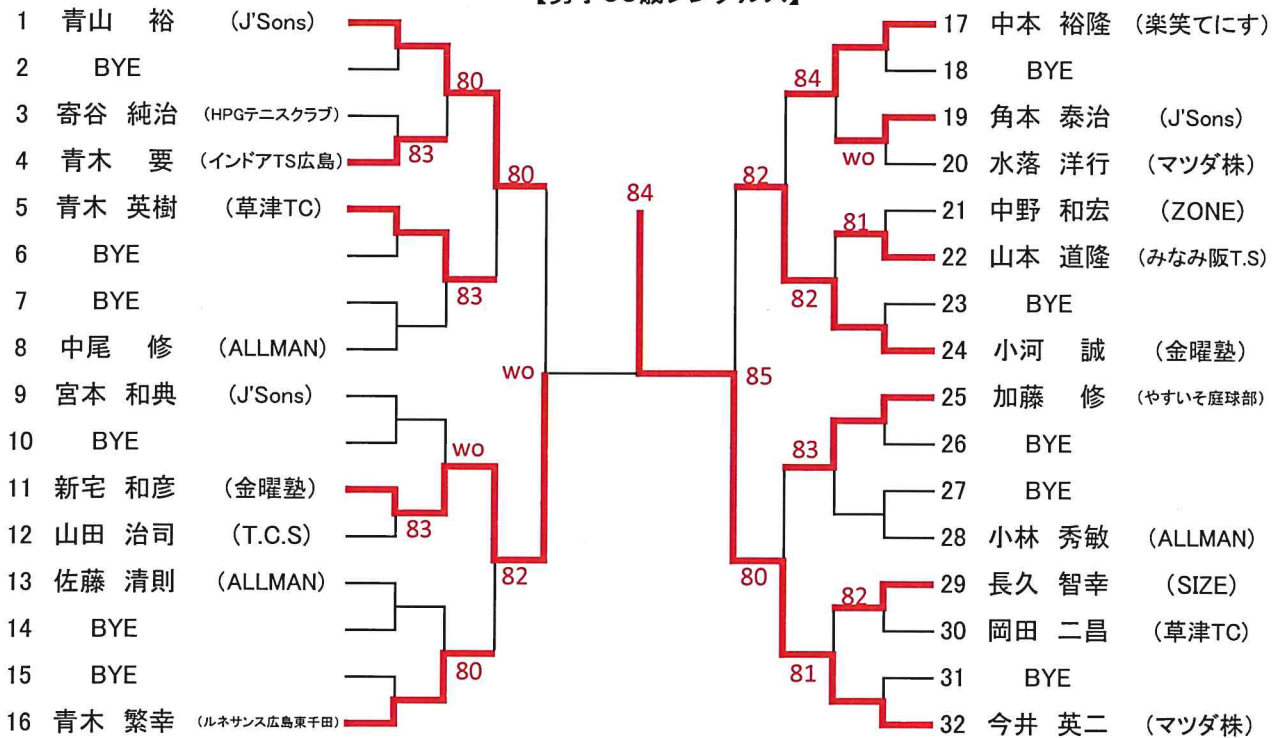 1 青山 裕 (J'Sons)
2 BYE
80
3 寄谷 純治 (HPGテニスクラブ)
83
4 青木 要 (インドアTS広島)
80
5 青木 英樹 (草津TC)
6 BYE
83
7 BYE
8 中尾 修 (ALLMAN)
wo
9 宮本 和典 (J'Sons)
10 BYE
wo
11 新宅 和彦 (金曜塾)
83
12 山田 治司 (T.C.S)
82
13 佐藤 清則 (ALLMAN)
14 BYE
80
15 BYE
16 青木 繁幸 (ルネサンス広島東千田)
84
85
17 中本 裕隆 (楽笑てにす)
18 BYE
84
19 角本 泰治 (J'Sons)
wo
20 水落 洋行 (マツダ株)
82
21 中野 和宏 (ZONE)
81
22 山本 道隆 (みなみ阪T.S)
82
23 BYE
24 小河 誠 (金曜塾)
25 加藤 修 (やすいそ庭球部)
26 BYE
83
27 BYE
28 小林 秀敏 (ALLMAN)
80
29 長久 智幸 (SIZE)
82
30 岡田 二昌 (草津TC)
81
31 BYE
32 今井 英二 (マツダ株)